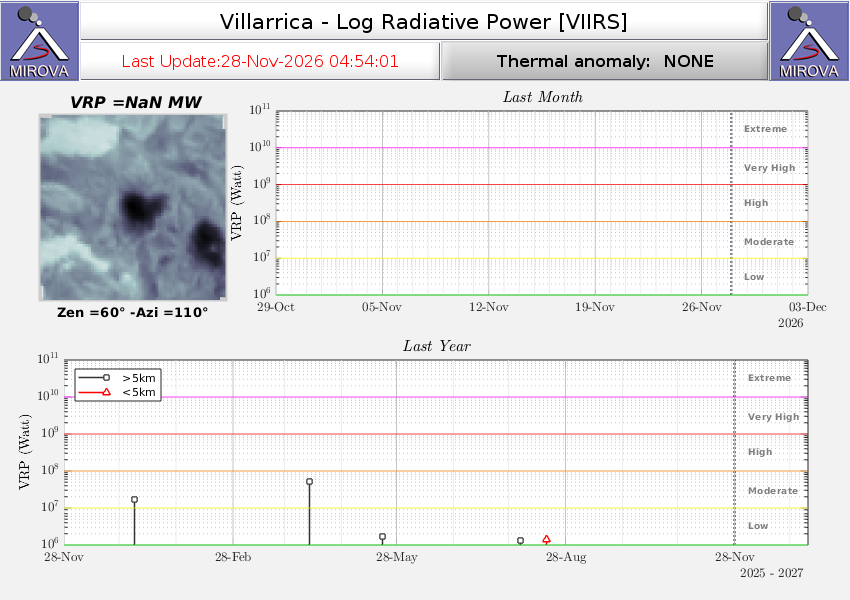 Villarrica - Log Radiative Power [VIIRS]
Last Update:28-Nov-2026 04:54:01
Thermal anomaly: NONE
MIROVA
MIROVA
VRP =NaN MW
Zen =60° -Azi =110°
Last Month
VRP (Watt)
10^11
10^10
10^9
10^8
10^7
10^6
Extreme
Very High
High
Moderate
Low
29-Oct 05-Nov 12-Nov 19-Nov 26-Nov 03-Dec
2026
Last Year
VRP (Watt)
10^11
10^10
10^9
10^8
10^7
10^6
>5km
<5km
Extreme
Very High
High
Moderate
Low
28-Nov 28-Feb 28-May 28-Aug 28-Nov
2025 - 2027